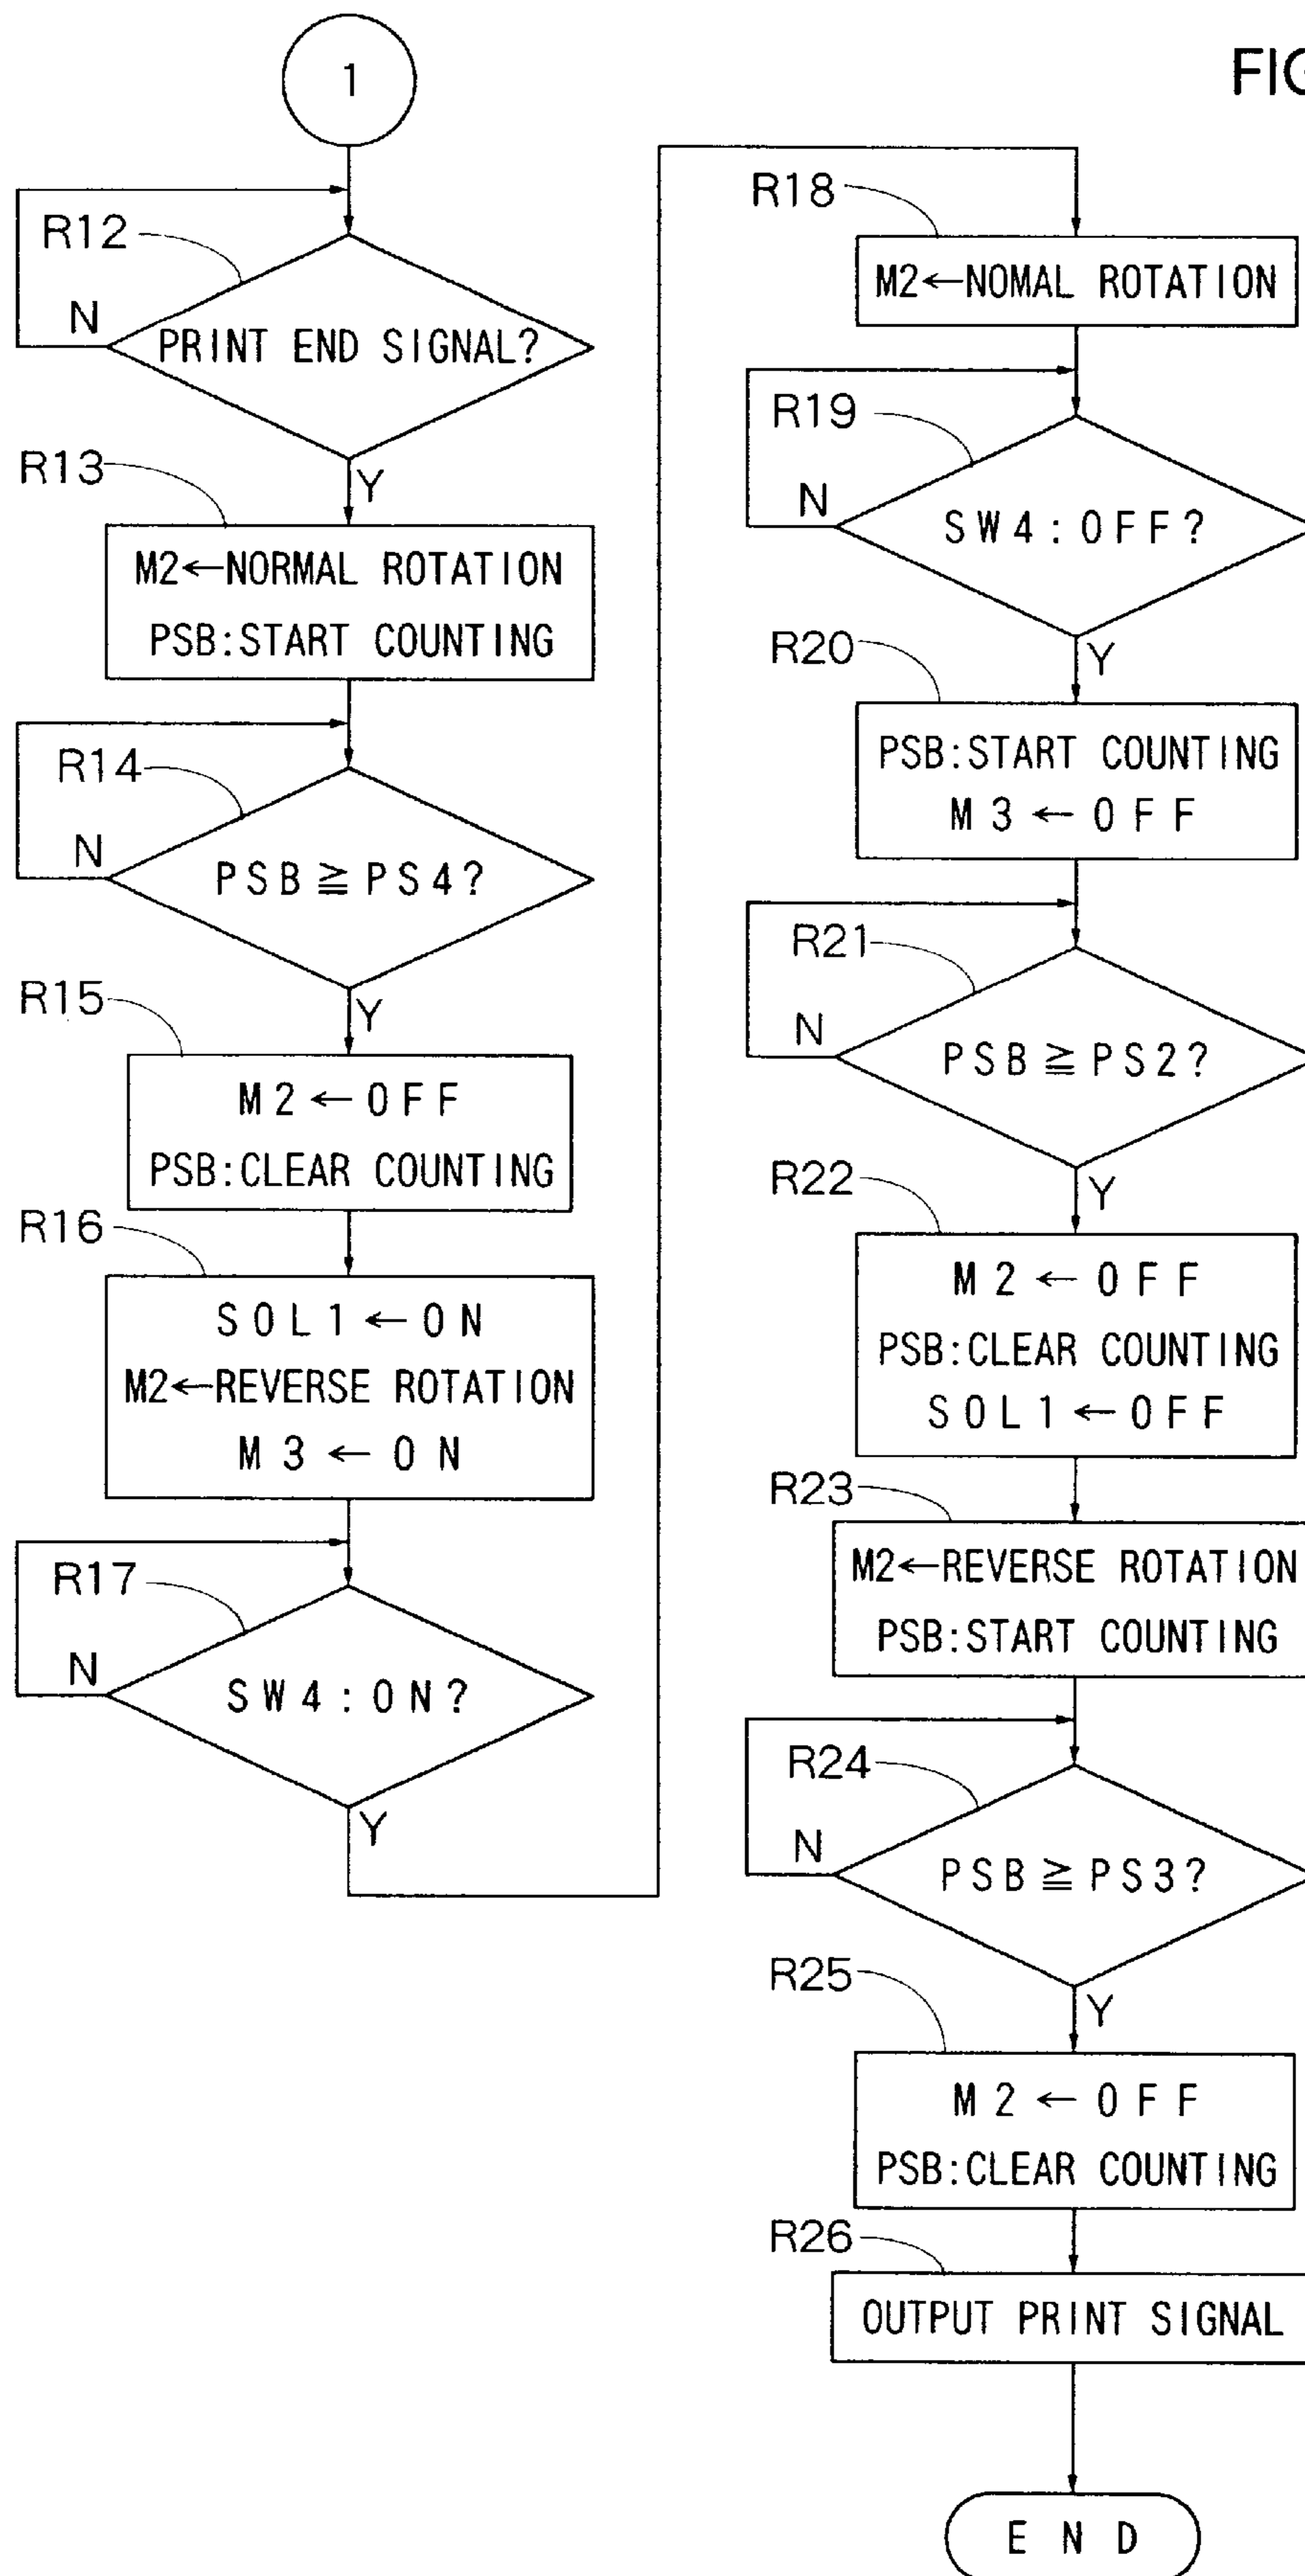 1
R12
N
PRINT END SIGNAL?
Y
R13
M2←NORMAL ROTATION
PSB:START COUNTING
R14
N
PSB≧PS4?
Y
R15
M2←OFF
PSB:CLEAR COUNTING
R16
SOL1←ON
M2←REVERSE ROTATION
M3←ON
R17
N
SW4:ON?
Y
FIG
R18
M2←NOMAL ROTATION
R19
N
SW4:OFF?
Y
R20
PSB:START COUNTING
M3←OFF
R21
N
PSB≧PS2?
Y
R22
M2←OFF
PSB:CLEAR COUNTING
SOL1←OFF
R23
M2←REVERSE ROTATION
PSB:START COUNTING
R24
N
PSB≧PS3?
Y
R25
M2←OFF
PSB:CLEAR COUNTING
R26
OUTPUT PRINT SIGNAL
END